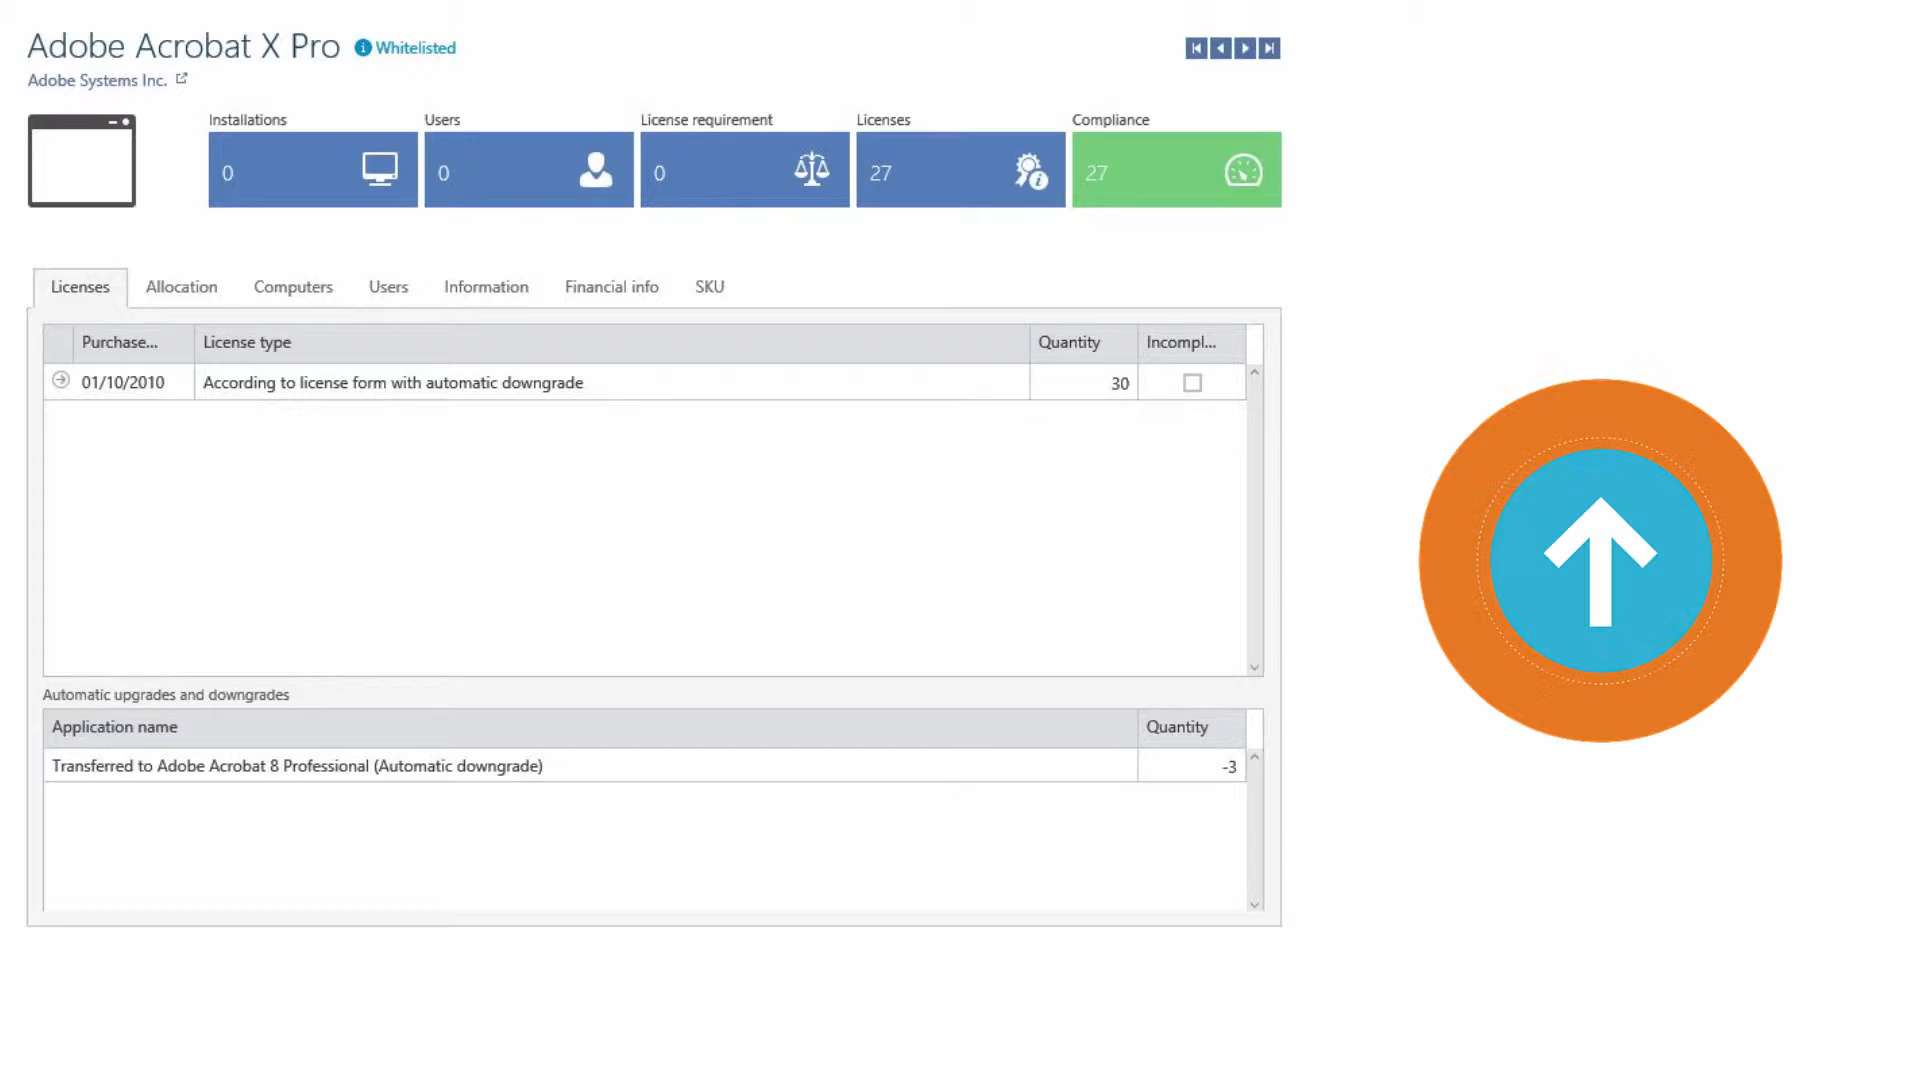 Adobe Acrobat X Pro Whitelisted
Adobe Systems Inc.
Installations Users License requirement Licenses Compliance
0 0 0 27 27
Licenses Allocation Computers Users Information Financial info SKU
Purchase... License type Quantity Incompl...
01/10/2010 According to license form with automatic downgrade 30
Automatic upgrades and downgrades
Application name Quantity
Transferred to Adobe Acrobat 8 Professional (Automatic downgrade) -3